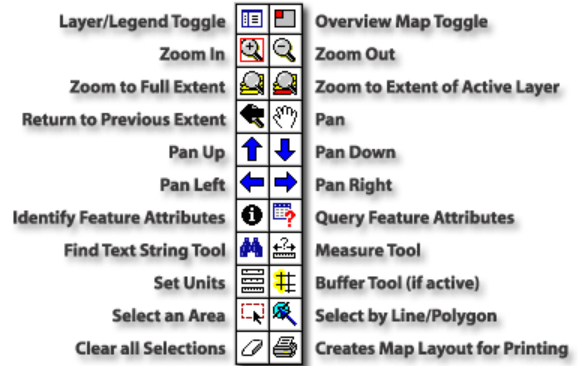 Layer/Legend Toggle Overview Map Toggle
Zoom In Zoom Out
Zoom to Full Extent Zoom to Extent of Active Layer
Return to Previous Extent Pan
Pan Up Pan Down
Pan Left Pan Right
Identify Feature Attributes Query Feature Attributes
Find Text String Tool Measure Tool
Set Units Buffer Tool (if active)
Select an Area Select by Line/Polygon
Clear all Selections Creates Map Layout for Printing